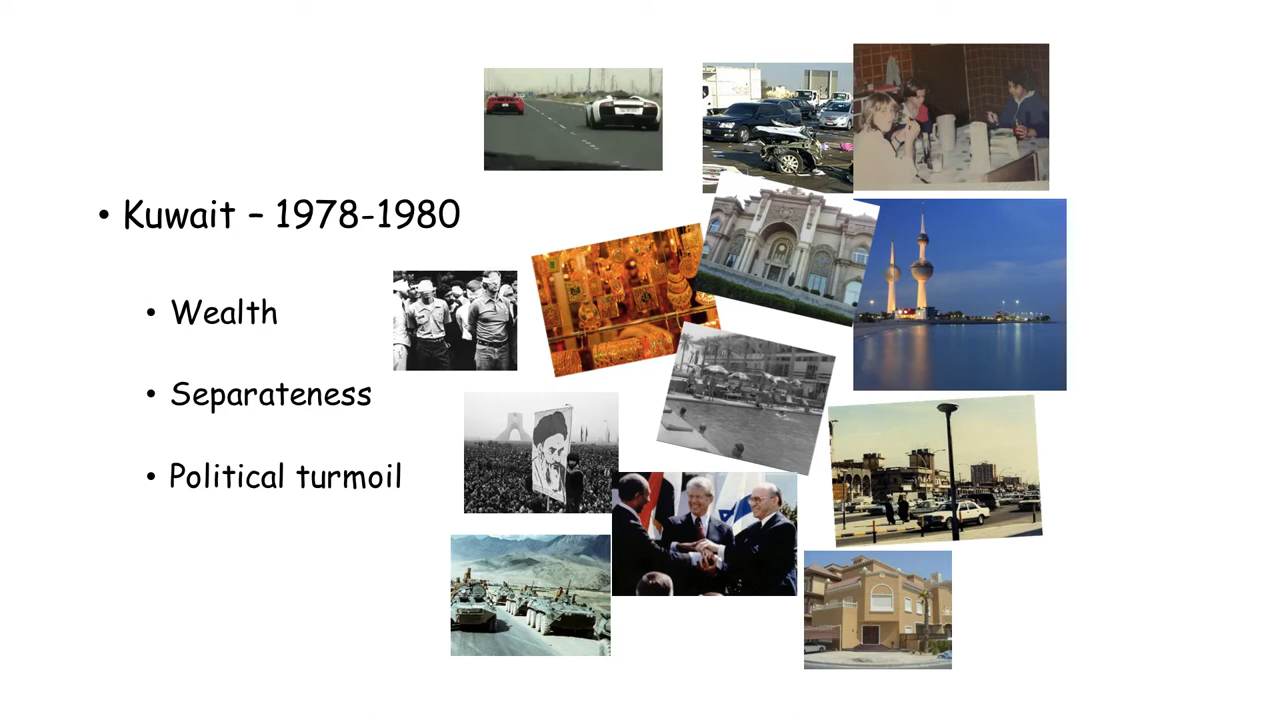 • Kuwait – 1978-1980
• Wealth
• Separateness
• Political turmoil